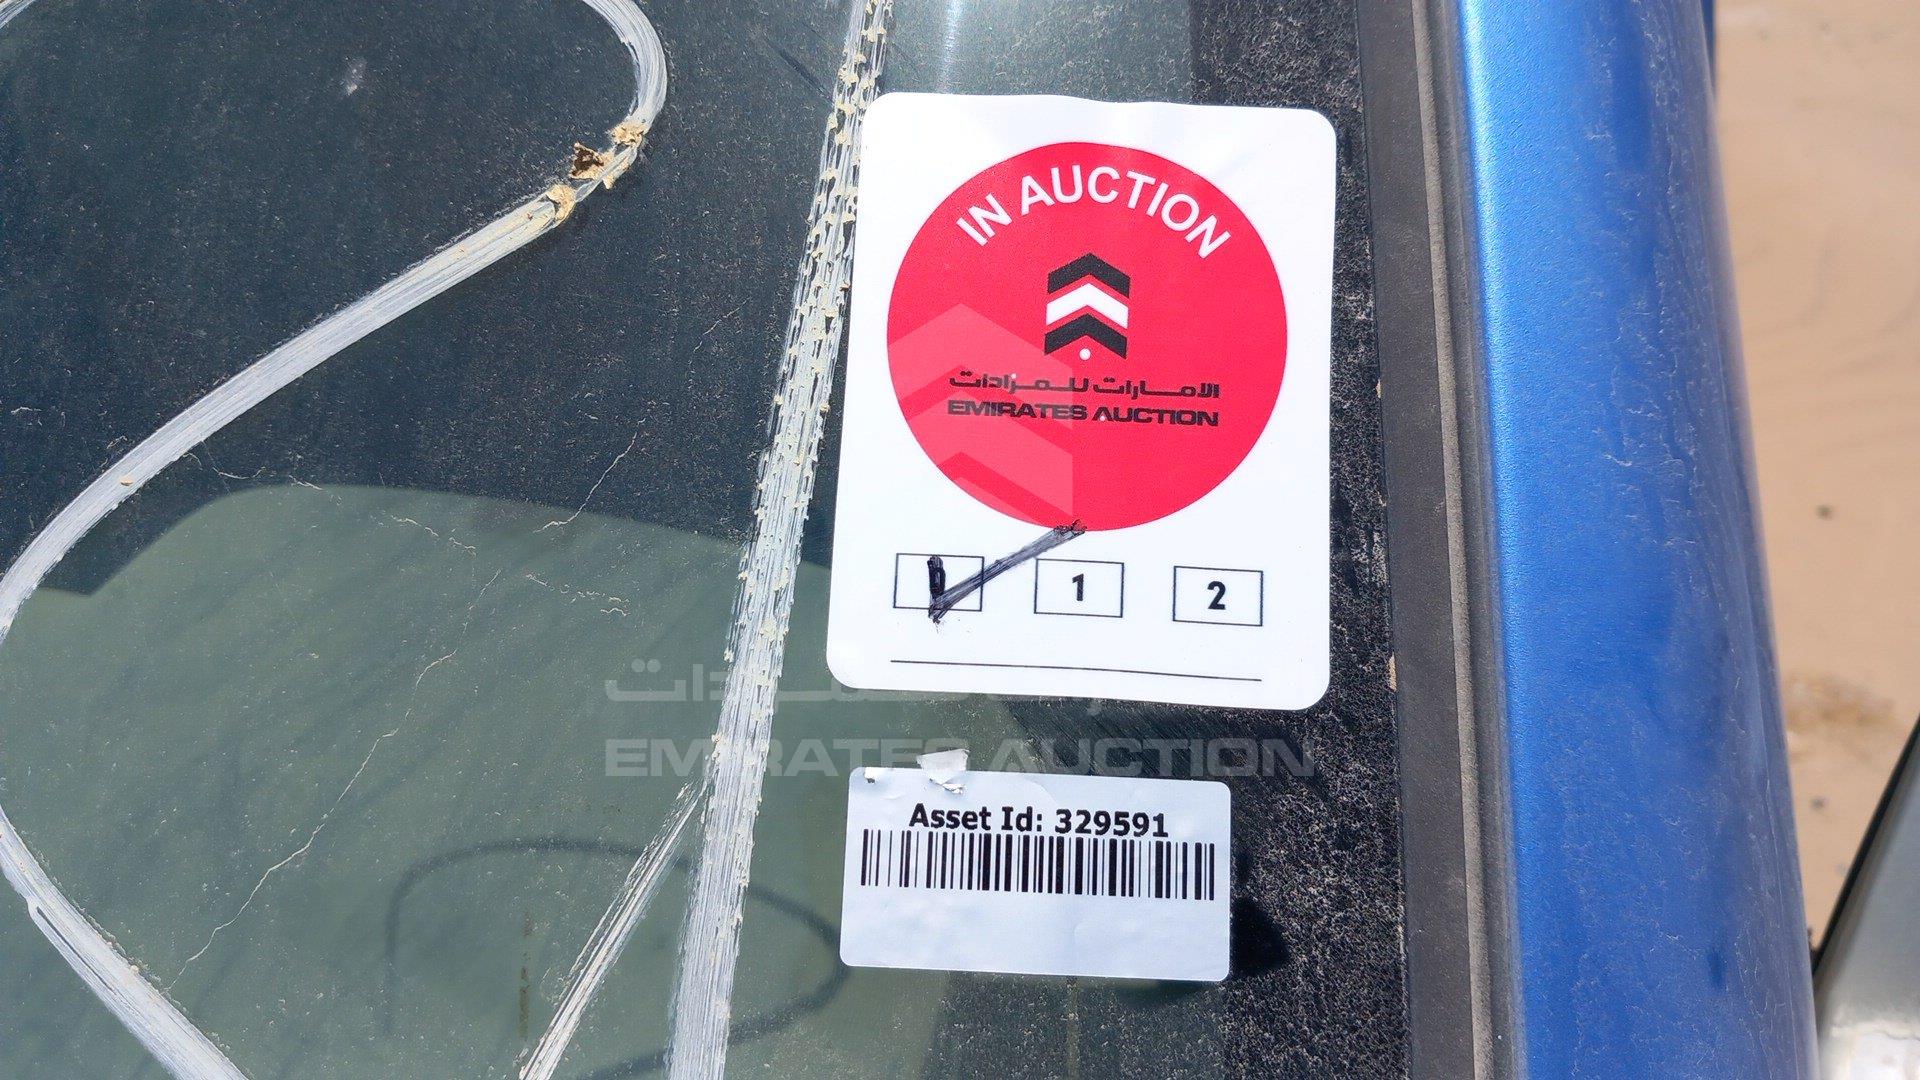 IN AUCTION
الامارات للمزادات
EMIRATES AUCTION
1 2
EMIRATES AUCTION
Asset Id: 329591